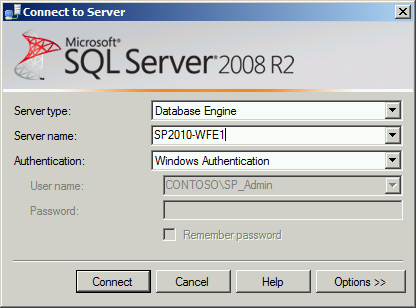 Connect to Server
Microsoft®
SQL Server® 2008 R2
Server type: Database Engine
Server name: SP2010-WFE1
Authentication: Windows Authentication
User name: CONTOSO\SP_Admin
Password:
Remember password
Connect Cancel Help Options >>